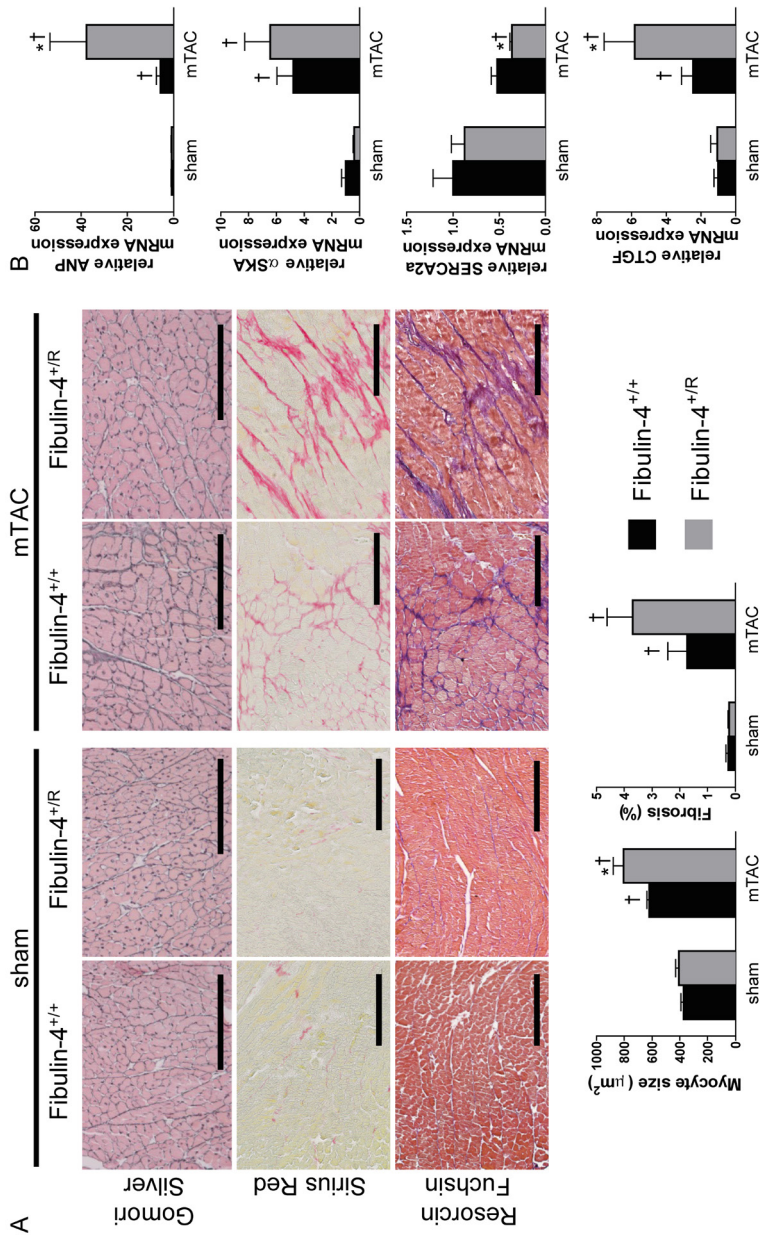 A
sham
mTAC
Fibulin-4+/+
Fibulin-4+/R
Fibulin-4+/+
Fibulin-4+/R
Gomori
Silver
Sirius Red
Resorcin
Fuchsin
Myocyte size (μm²)
1000
800
600
400
200
0
†
*†
sham
mTAC
Fibrosis (%)
5
4
3
2
1
0
†
†
sham
mTAC
Fibulin-4+/+
Fibulin-4+/R
B
relative ANP
mRNA expression
60
40
20
0
†
*†
sham
mTAC
relative αSKA
mRNA expression
10
8
6
4
2
0
†
†
sham
mTAC
relative SERCA2a
mRNA expression
1.5
1.0
0.5
0.0
*†
sham
mTAC
relative CTGF
mRNA expression
8
6
4
2
0
†
*†
sham
mTAC